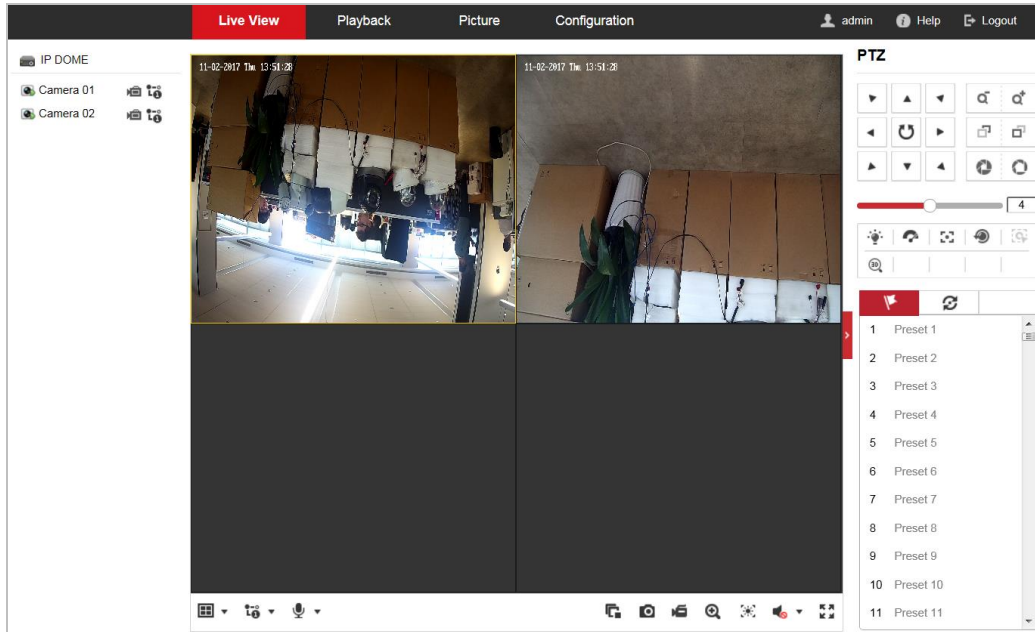 Live View Playback Picture Configuration admin Help Logout
IP DOME
Camera 01
Camera 02
11-02-2017 Thu 13:51:28
11-02-2017 Thu 13:51:28
PTZ
4
3D
1 Preset 1
2 Preset 2
3 Preset 3
4 Preset 4
5 Preset 5
6 Preset 6
7 Preset 7
8 Preset 8
9 Preset 9
10 Preset 10
11 Preset 11